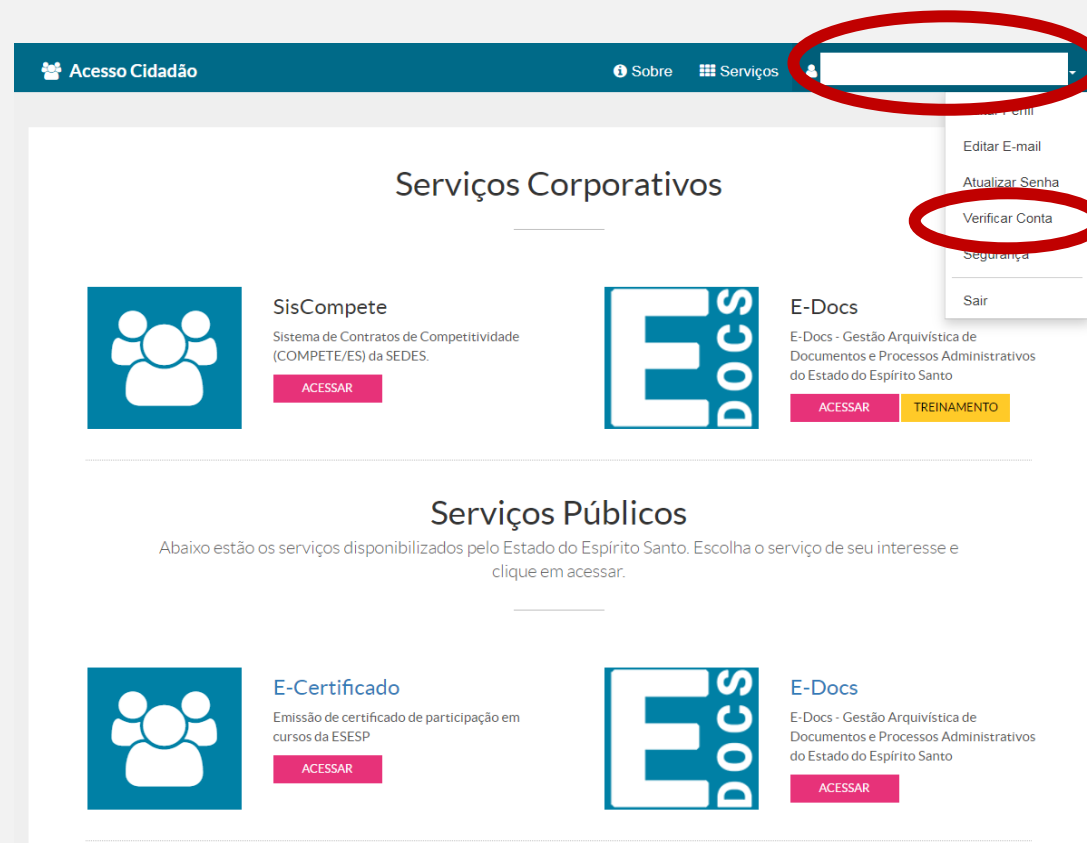 Acesso Cidadão
Sobre
Serviços
Editar E-mail
Atualizar Senha
Verificar Conta
Segurança
Sair
Serviços Corporativos
SisCompete
Sistema de Contratos de Competitividade
(COMPETE/ES) da SEDES.
ACESSAR
E DOCS
E-Docs
E-Docs - Gestão Arquivística de
Documentos e Processos Administrativos
do Estado do Espírito Santo
ACESSAR
TREINAMENTO
Serviços Públicos
Abaixo estão os serviços disponibilizados pelo Estado do Espírito Santo. Escolha o serviço de seu interesse e
clique em acessar.
E-Certificado
Emissão de certificado de participação em
cursos da ESESP
ACESSAR
E DOCS
E-Docs
E-Docs - Gestão Arquivística de
Documentos e Processos Administrativos
do Estado do Espírito Santo
ACESSAR